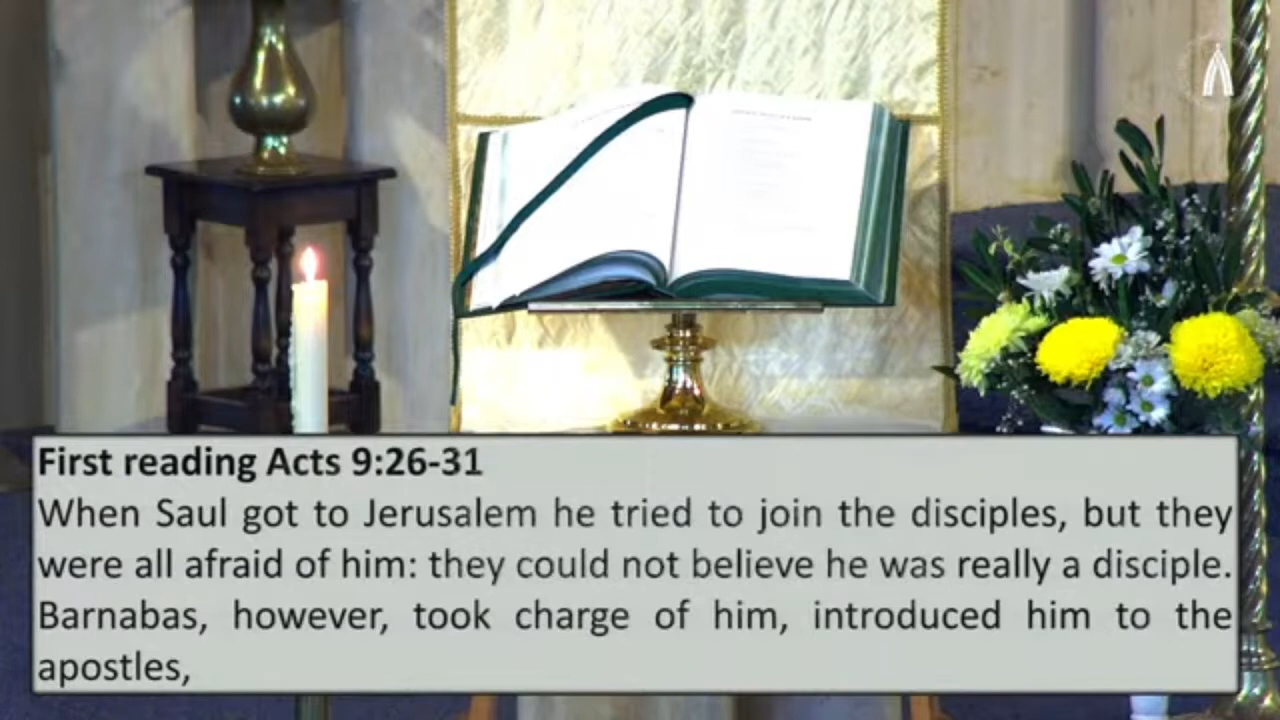 First reading Acts 9:26-31
When Saul got to Jerusalem he tried to join the disciples, but they
were all afraid of him: they could not believe he was really a disciple.
Barnabas, however, took charge of him, introduced him to the
apostles,